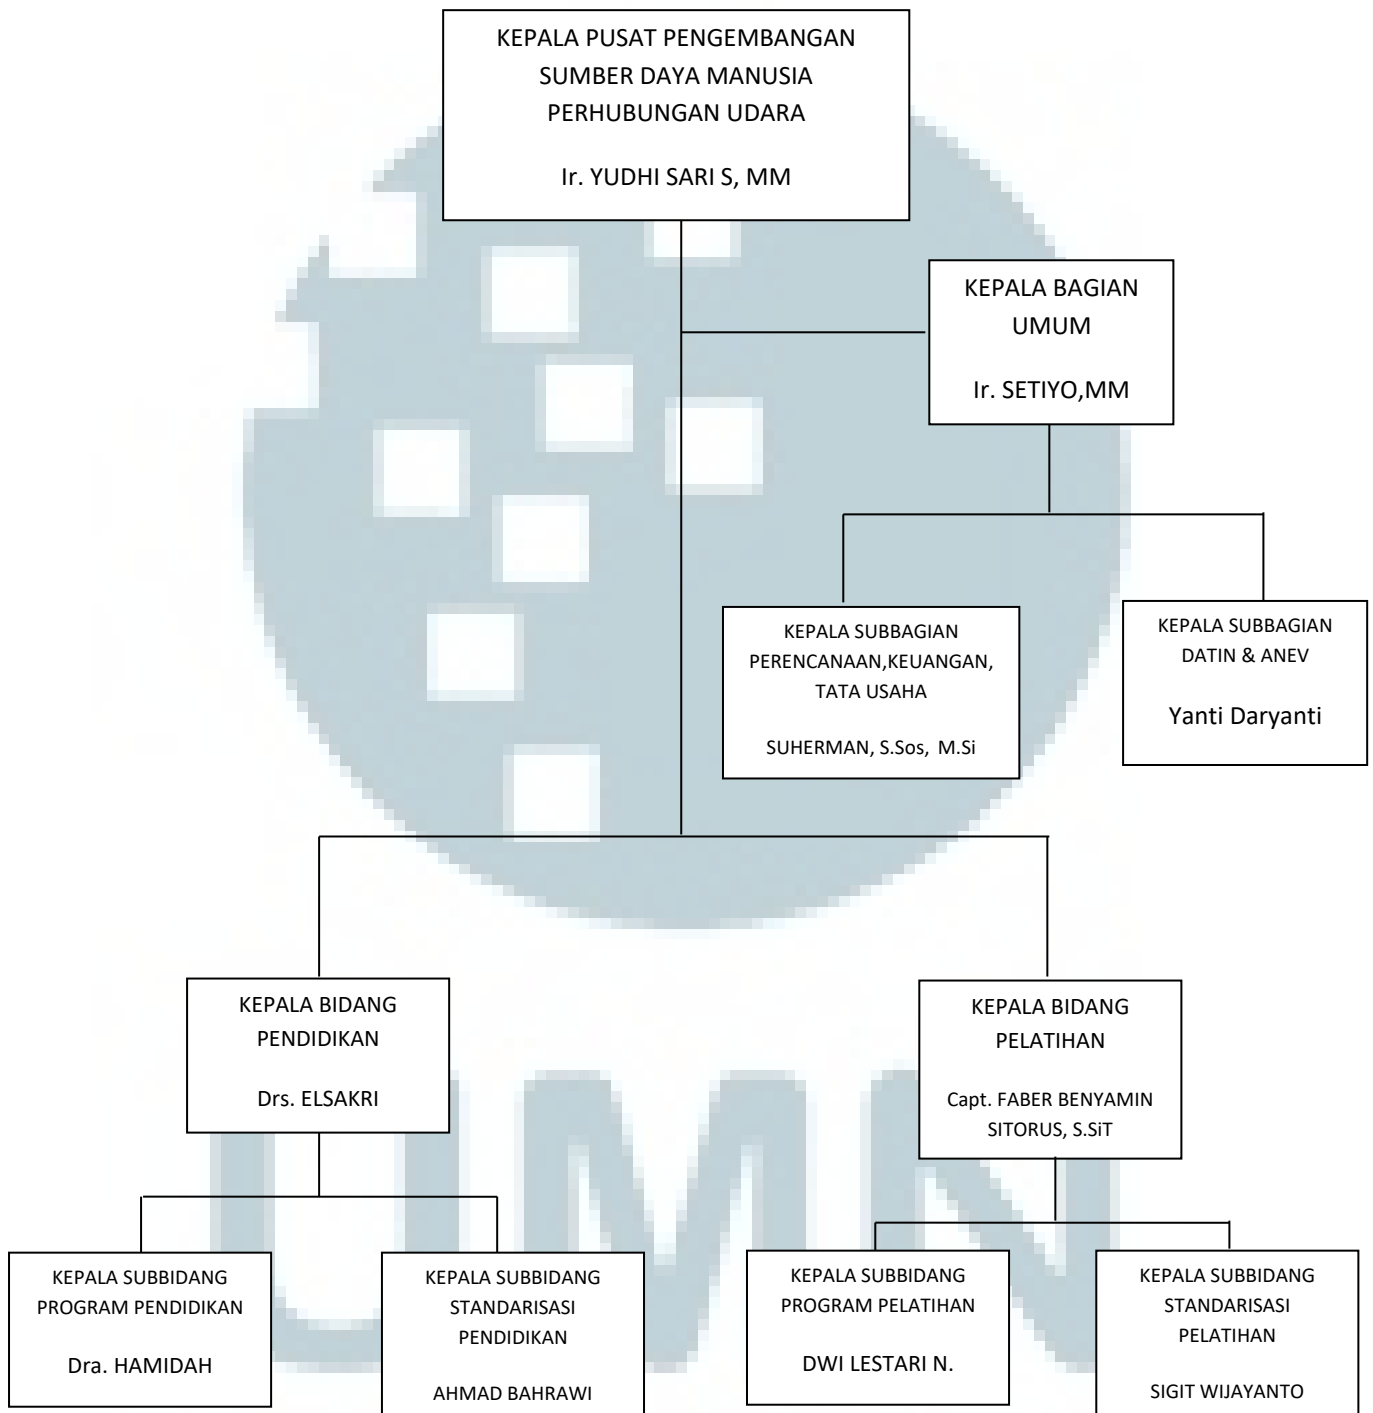 KEPALA PUSAT PENGEMBANGAN
SUMBER DAYA MANUSIA
PERHUBUNGAN UDARA
Ir. YUDHI SARI S, MM
KEPALA BAGIAN
UMUM
Ir. SETIYO,MM
KEPALA SUBBAGIAN
PERENCANAAN,KEUANGAN,
TATA USAHA
SUHERMAN, S.Sos, M.Si
KEPALA SUBBAGIAN
DATIN & ANEV
Yanti Daryanti
KEPALA BIDANG
PENDIDIKAN
Drs. ELSAKRI
KEPALA BIDANG
PELATIHAN
Capt. FABER BENYAMIN
SITORUS, S.SiT
KEPALA SUBBIDANG
PROGRAM PENDIDIKAN
Dra. HAMIDAH
KEPALA SUBBIDANG
STANDARISASI
PENDIDIKAN
AHMAD BAHRAWI
KEPALA SUBBIDANG
PROGRAM PELATIHAN
DWI LESTARI N.
KEPALA SUBBIDANG
STANDARISASI
PELATIHAN
SIGIT WIJAYANTO
UMN